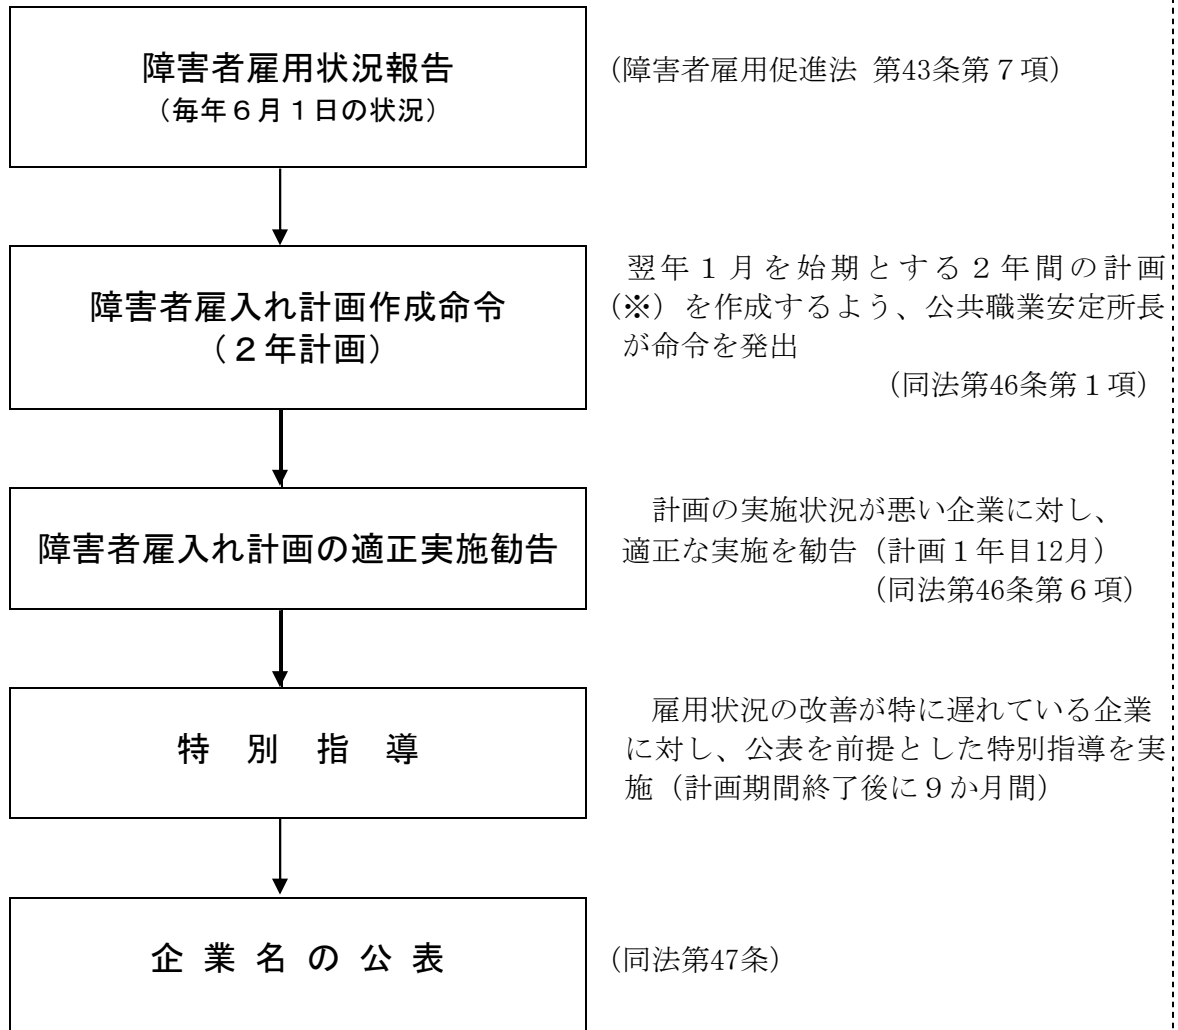 障害者雇用状況報告
（毎年６月１日の状況）
（障害者雇用促進法 第43条第７項）
障害者雇入れ計画作成命令
（２年計画）
翌年１月を始期とする２年間の計画
（※）を作成するよう、公共職業安定所長
が命令を発出
（同法第46条第１項）
障害者雇入れ計画の適正実施勧告
計画の実施状況が悪い企業に対し、
適正な実施を勧告（計画１年目12月）
（同法第46条第６項）
特別指導
雇用状況の改善が特に遅れている企業
に対し、公表を前提とした特別指導を実
施（計画期間終了後に９か月間）
企業名の公表
（同法第47条）